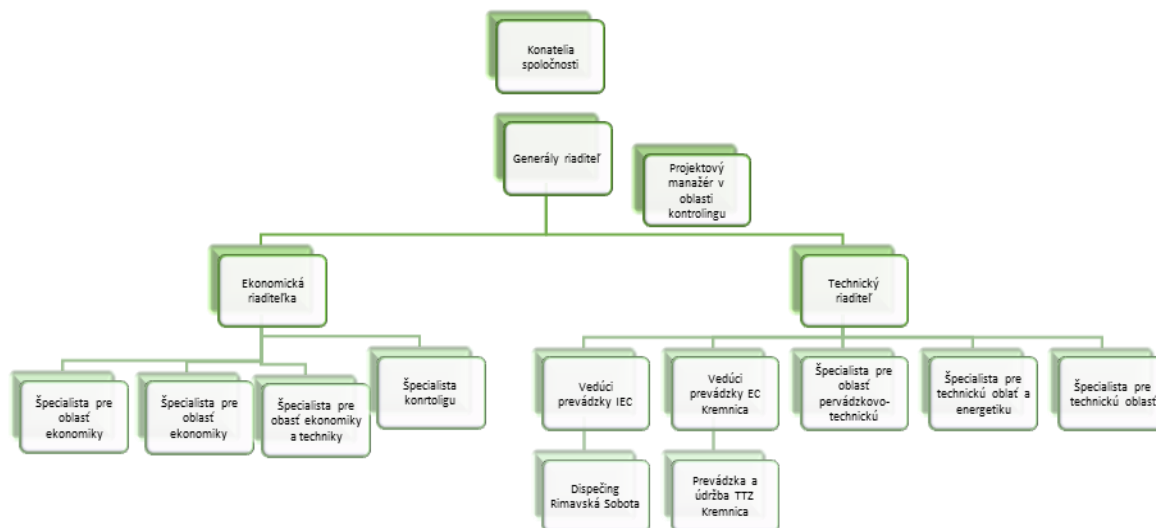 Konatelia
spoločnosti
Generály riaditeľ
Projektový
manažér v
oblasti
kontrolingu
Ekonomická
riaditeľka
Technický
riaditeľ
Špecialista pre
oblasť
ekonomiky
Špecialista pre
oblasť
ekonomiky
Špecialista pre
obasť ekonomiky
a techniky
Špecialista
konrtoligu
Vedúci
prevádzky IEC
Vedúci
prevádzky EC
Kremnica
Špecialista pre
oblasť
pervádzkovo-
technickú
Špecialista pre
technickú oblať a
energetiku
Špecialista pre
technickú oblasť
Dispečing
Rimavská Sobota
Prevádzka a
údržba TTZ
Kremnica